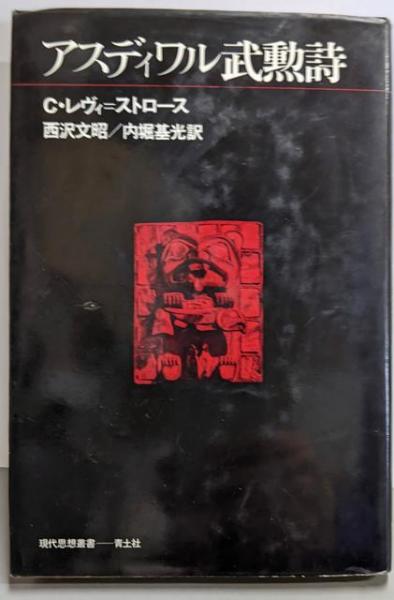 アスディワル武勲詩
C・レヴィ=ストロース
西沢文昭/内堀基光訳
現代思想叢書──青土社